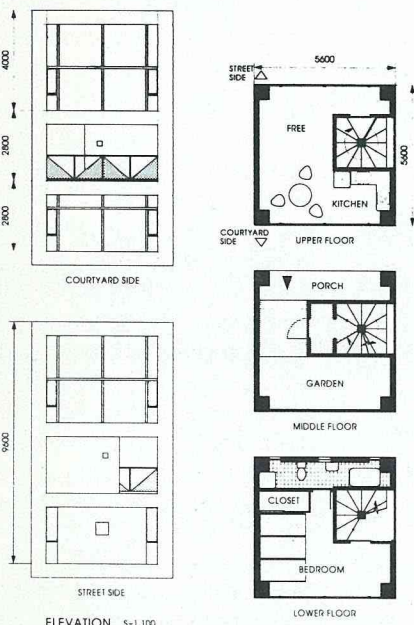 4000
2800
2800
COURTYARD SIDE
9600
STREET SIDE
ELEVATION S=1.100
5600
STREET
SIDE
5600
FREE
KITCHEN
COURTYARD
SIDE
UPPER FLOOR
PORCH
GARDEN
MIDDLE FLOOR
CLOSET
BEDROOM
LOWER FLOOR